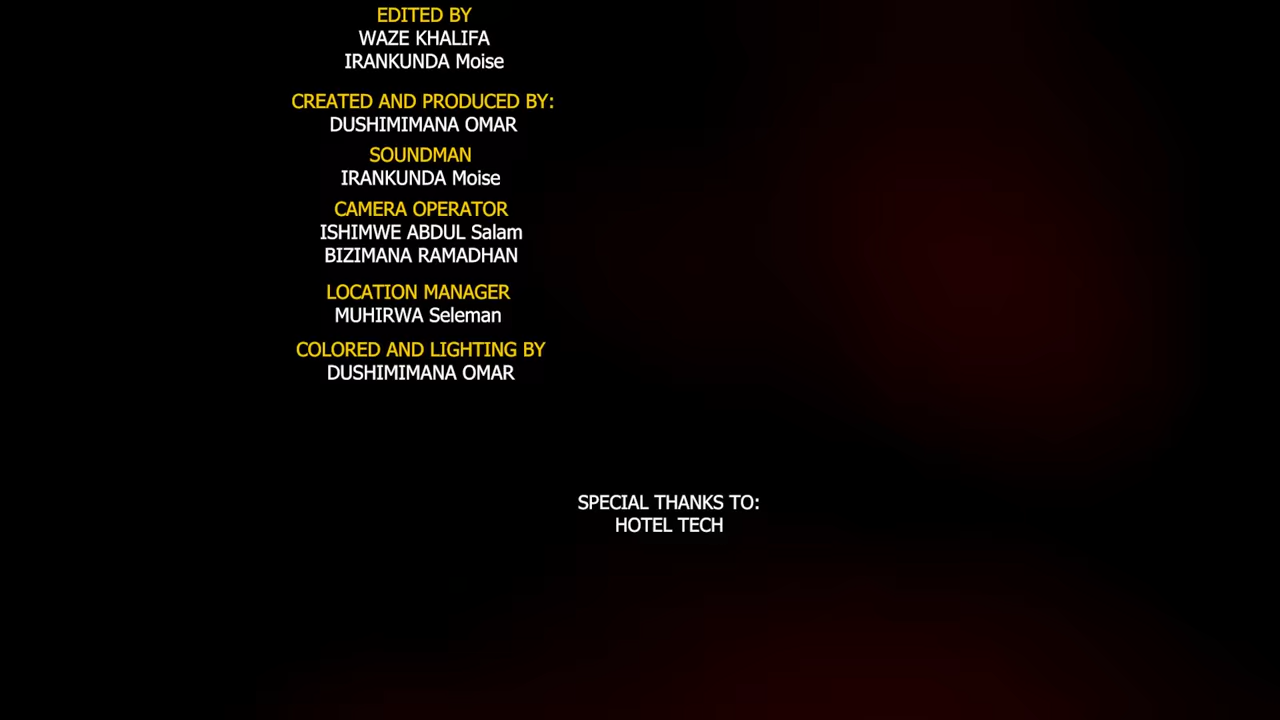 EDITED BY
WAZE KHALIFA
IRANKUNDA Moise
CREATED AND PRODUCED BY:
DUSHIMIMANA OMAR
SOUNDMAN
IRANKUNDA Moise
CAMERA OPERATOR
ISHIMWE ABDUL Salam
BIZIMANA RAMADHAN
LOCATION MANAGER
MUHIRWA Seleman
COLORED AND LIGHTING BY
DUSHIMIMANA OMAR
SPECIAL THANKS TO:
HOTEL TECH